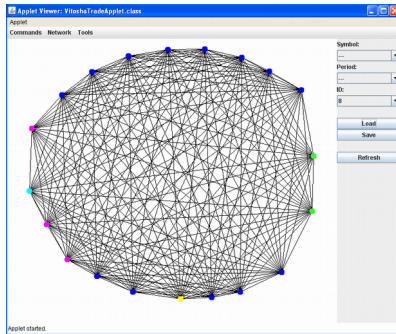 Applet Viewer: VitoshaTradeApplet.class
Applet
Commands Network Tools
Symbol:
---
Period:
---
ID:
8
Load
Save
Refresh
Applet started.